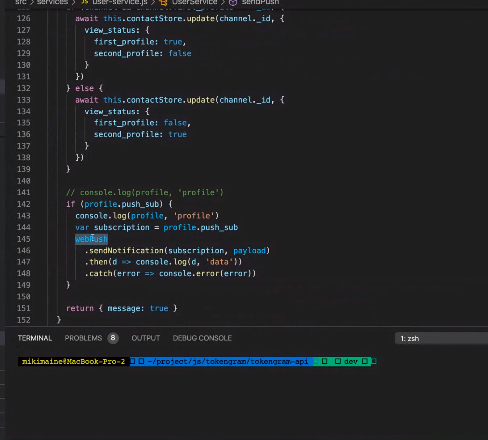 src > services > JS user-service.js > UserService > sendPush
126 await this.contactStore.update(channel._id, {
127 view_status: {
128 first_profile: true,
129 second_profile: false
130 }
131 })
132 } else {
133 await this.contactStore.update(channel._id, {
134 view_status: {
135 first_profile: false,
136 second_profile: true
137 }
138 })
139 }
140
141 // console.log(profile, 'profile')
142 if (profile.push_sub) {
143 console.log(profile, 'profile')
144 var subscription = profile.push_sub
145 webPush
146 .sendNotification(subscription, payload)
147 .then(d => console.log(d, 'data'))
148 .catch(error => console.error(error))
149 }
150
151 return { message: true }
152 }
TERMINAL PROBLEMS 8 OUTPUT DEBUG CONSOLE 1: zsh
mikimaine@MacBook-Pro-2 ~/project/js/tokengram/tokengram-api dev